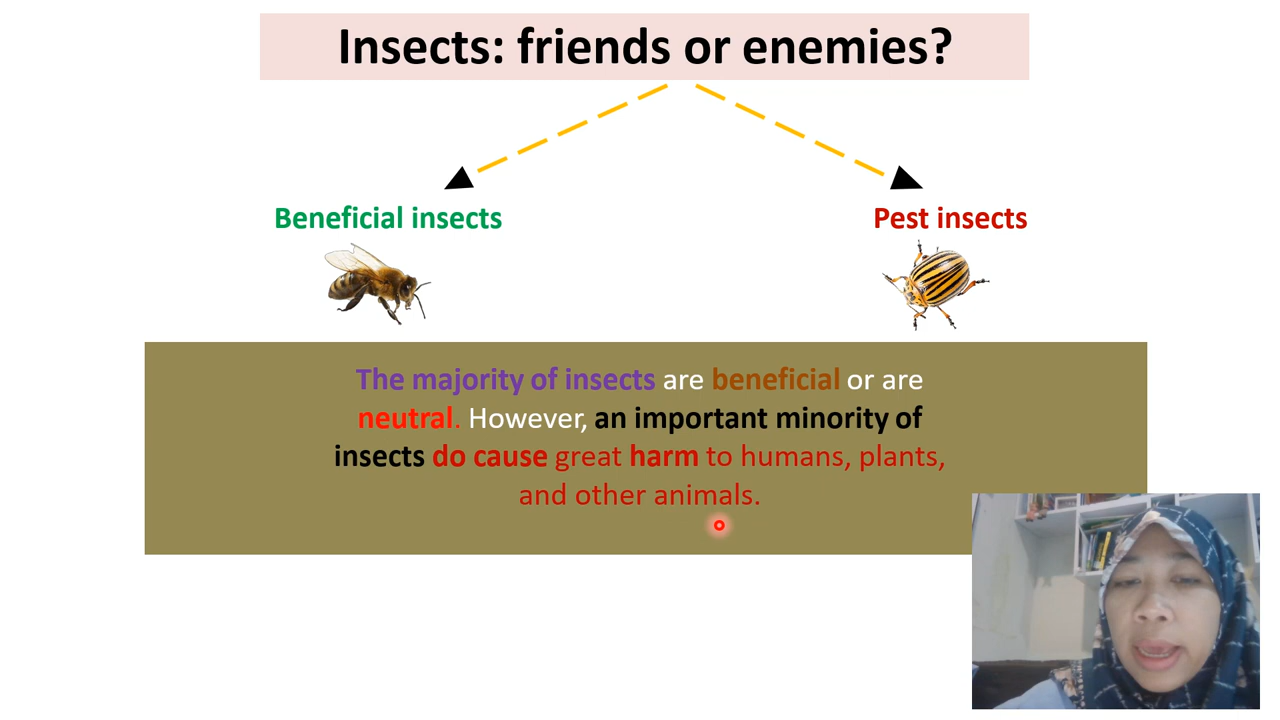 Insects: friends or enemies?
Beneficial insects
Pest insects
The majority of insects are beneficial or are
neutral. However, an important minority of
insects do cause great harm to humans, plants,
and other animals.